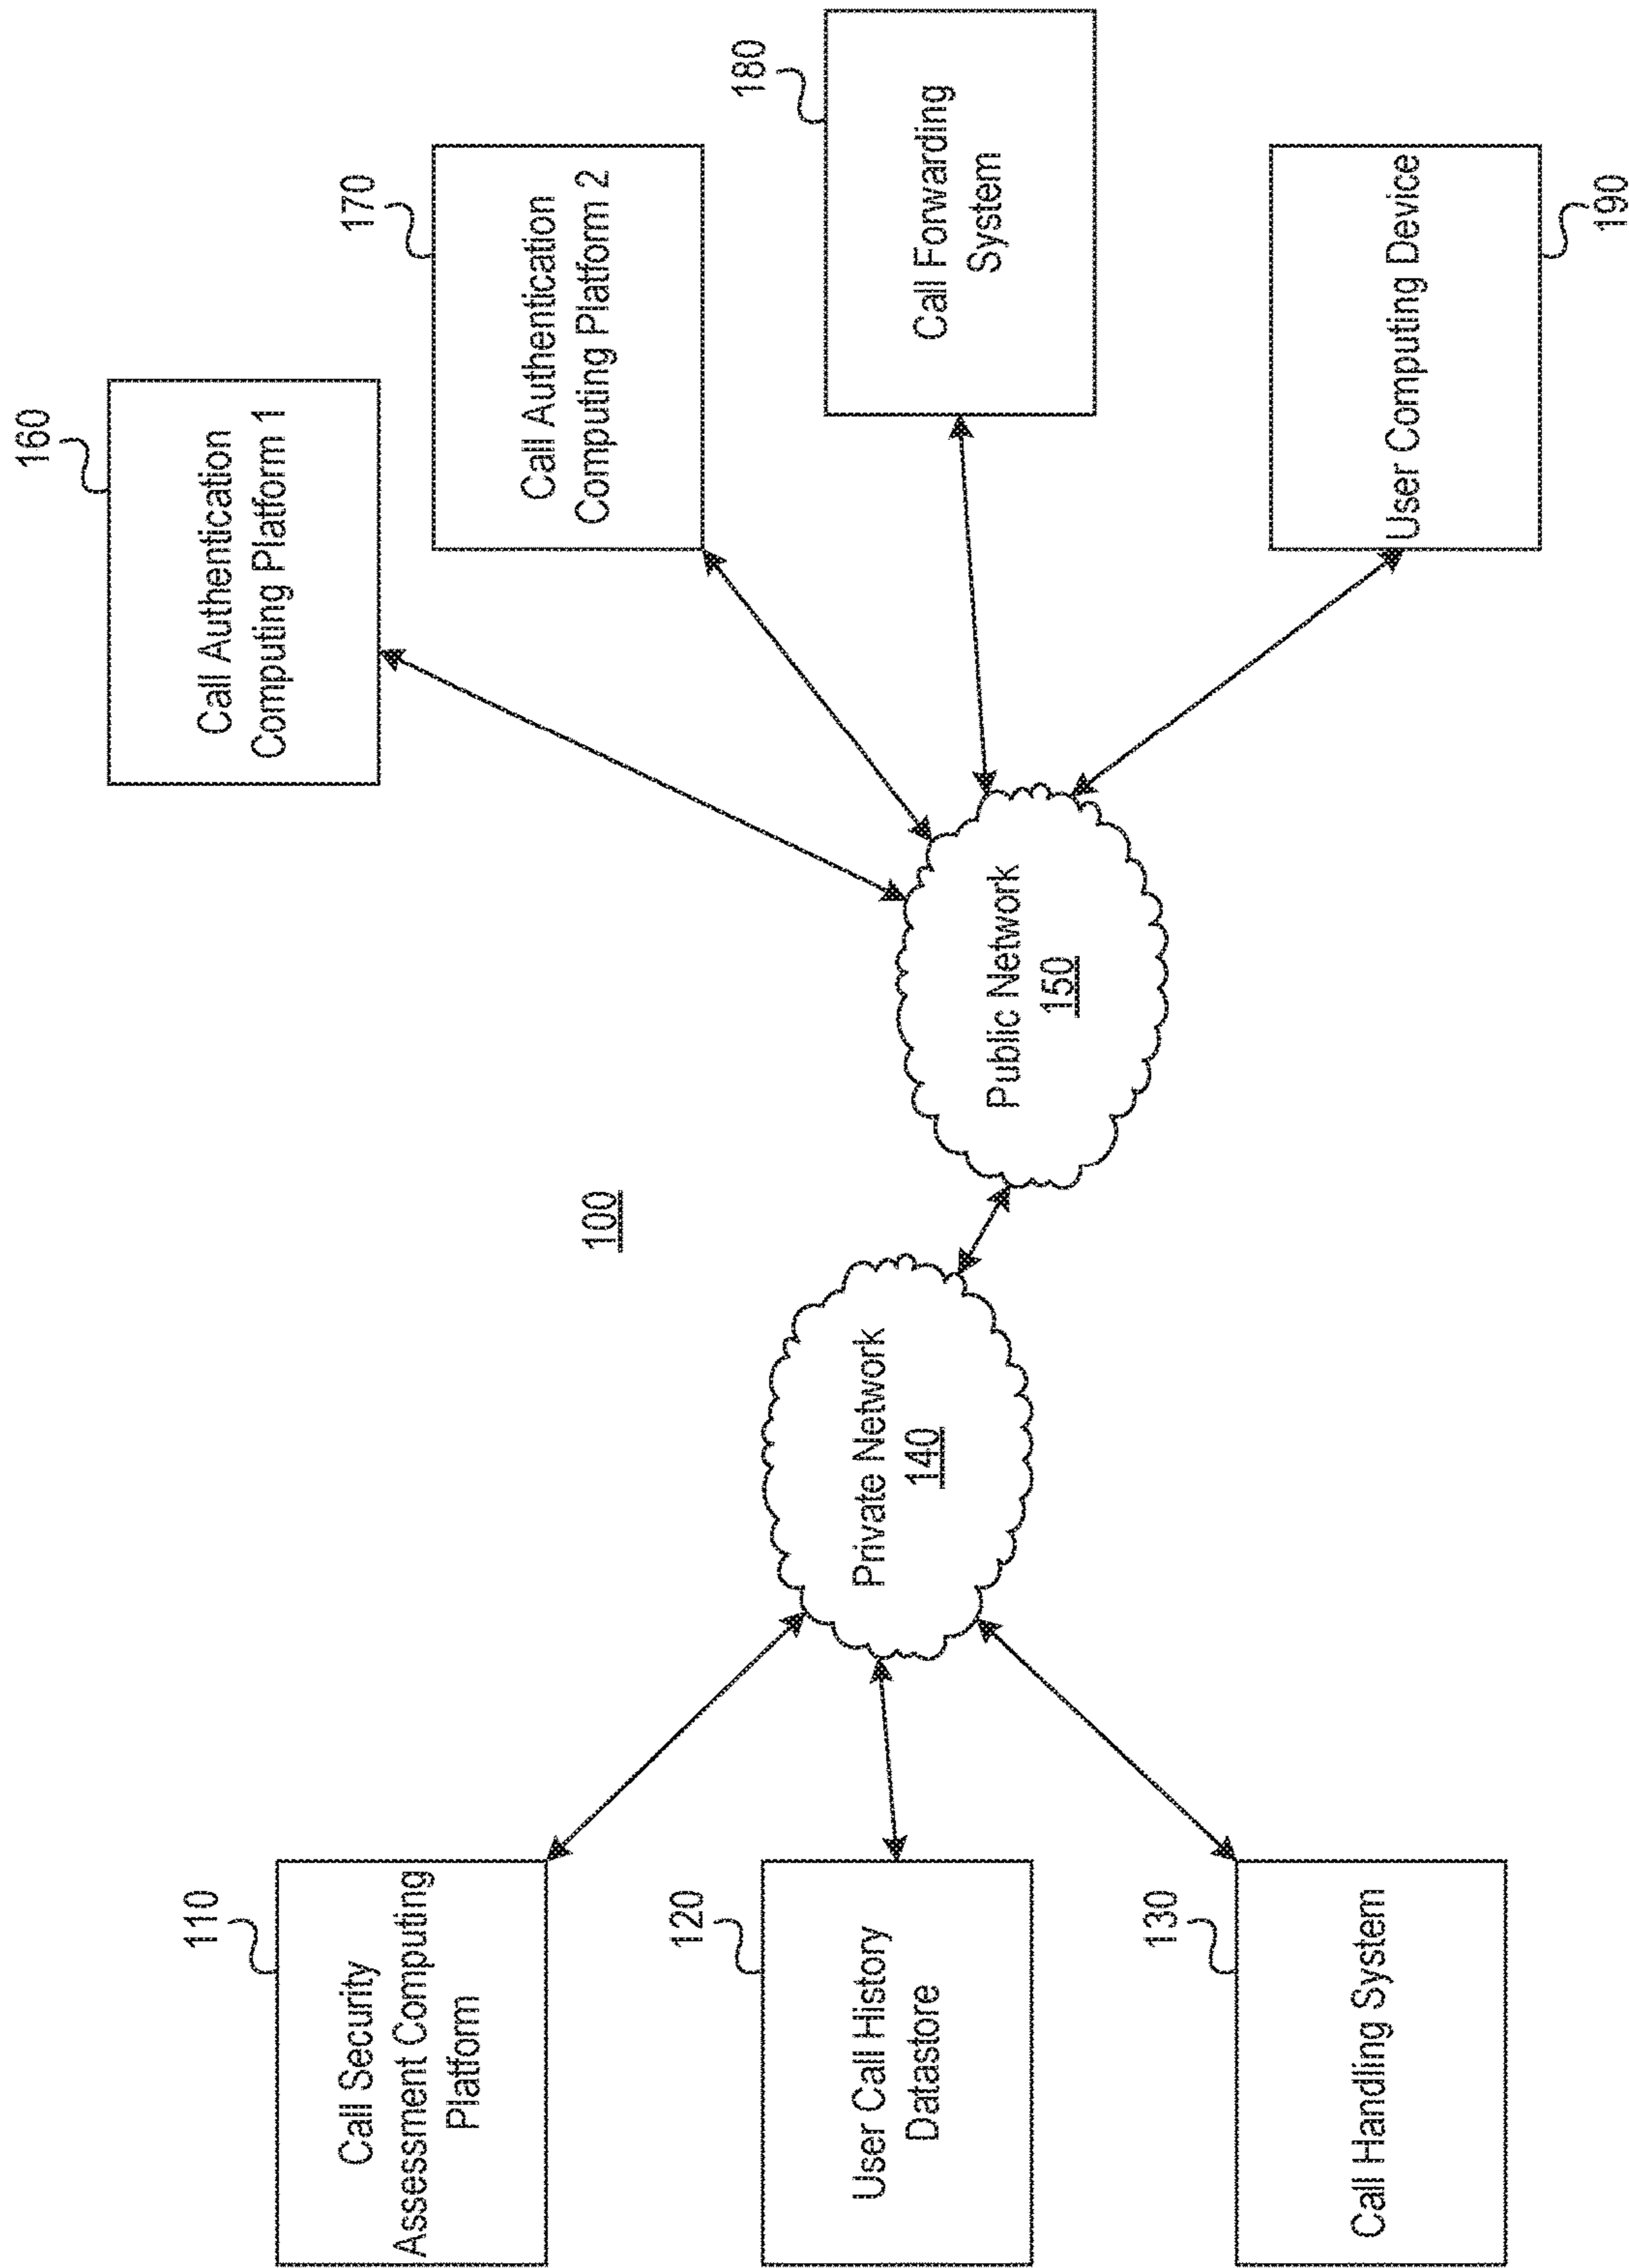 110
Call Security
Assessment Computing
Platform
120
User Call History
Datastore
130
Call Handling System
Private Network
140
100
Public Network
150
160
Call Authentication
Computing Platform 1
170
Call Authentication
Computing Platform 2
180
Call Forwarding
System
User Computing Device
190